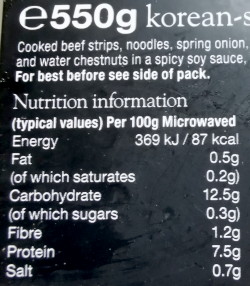 e550g korean-s
Cooked beef strips, noodles, spring onion,
and water chestnuts in a spicy soy sauce,
For best before see side of pack.
Nutrition information
(typical values) Per 100g Microwaved
Energy 369 kJ / 87 kcal
Fat 0.5g
(of which saturates 0.2g)
Carbohydrate 12.5g
(of which sugars 0.3g)
Fibre 1.2g
Protein 7.5g
Salt 0.7g